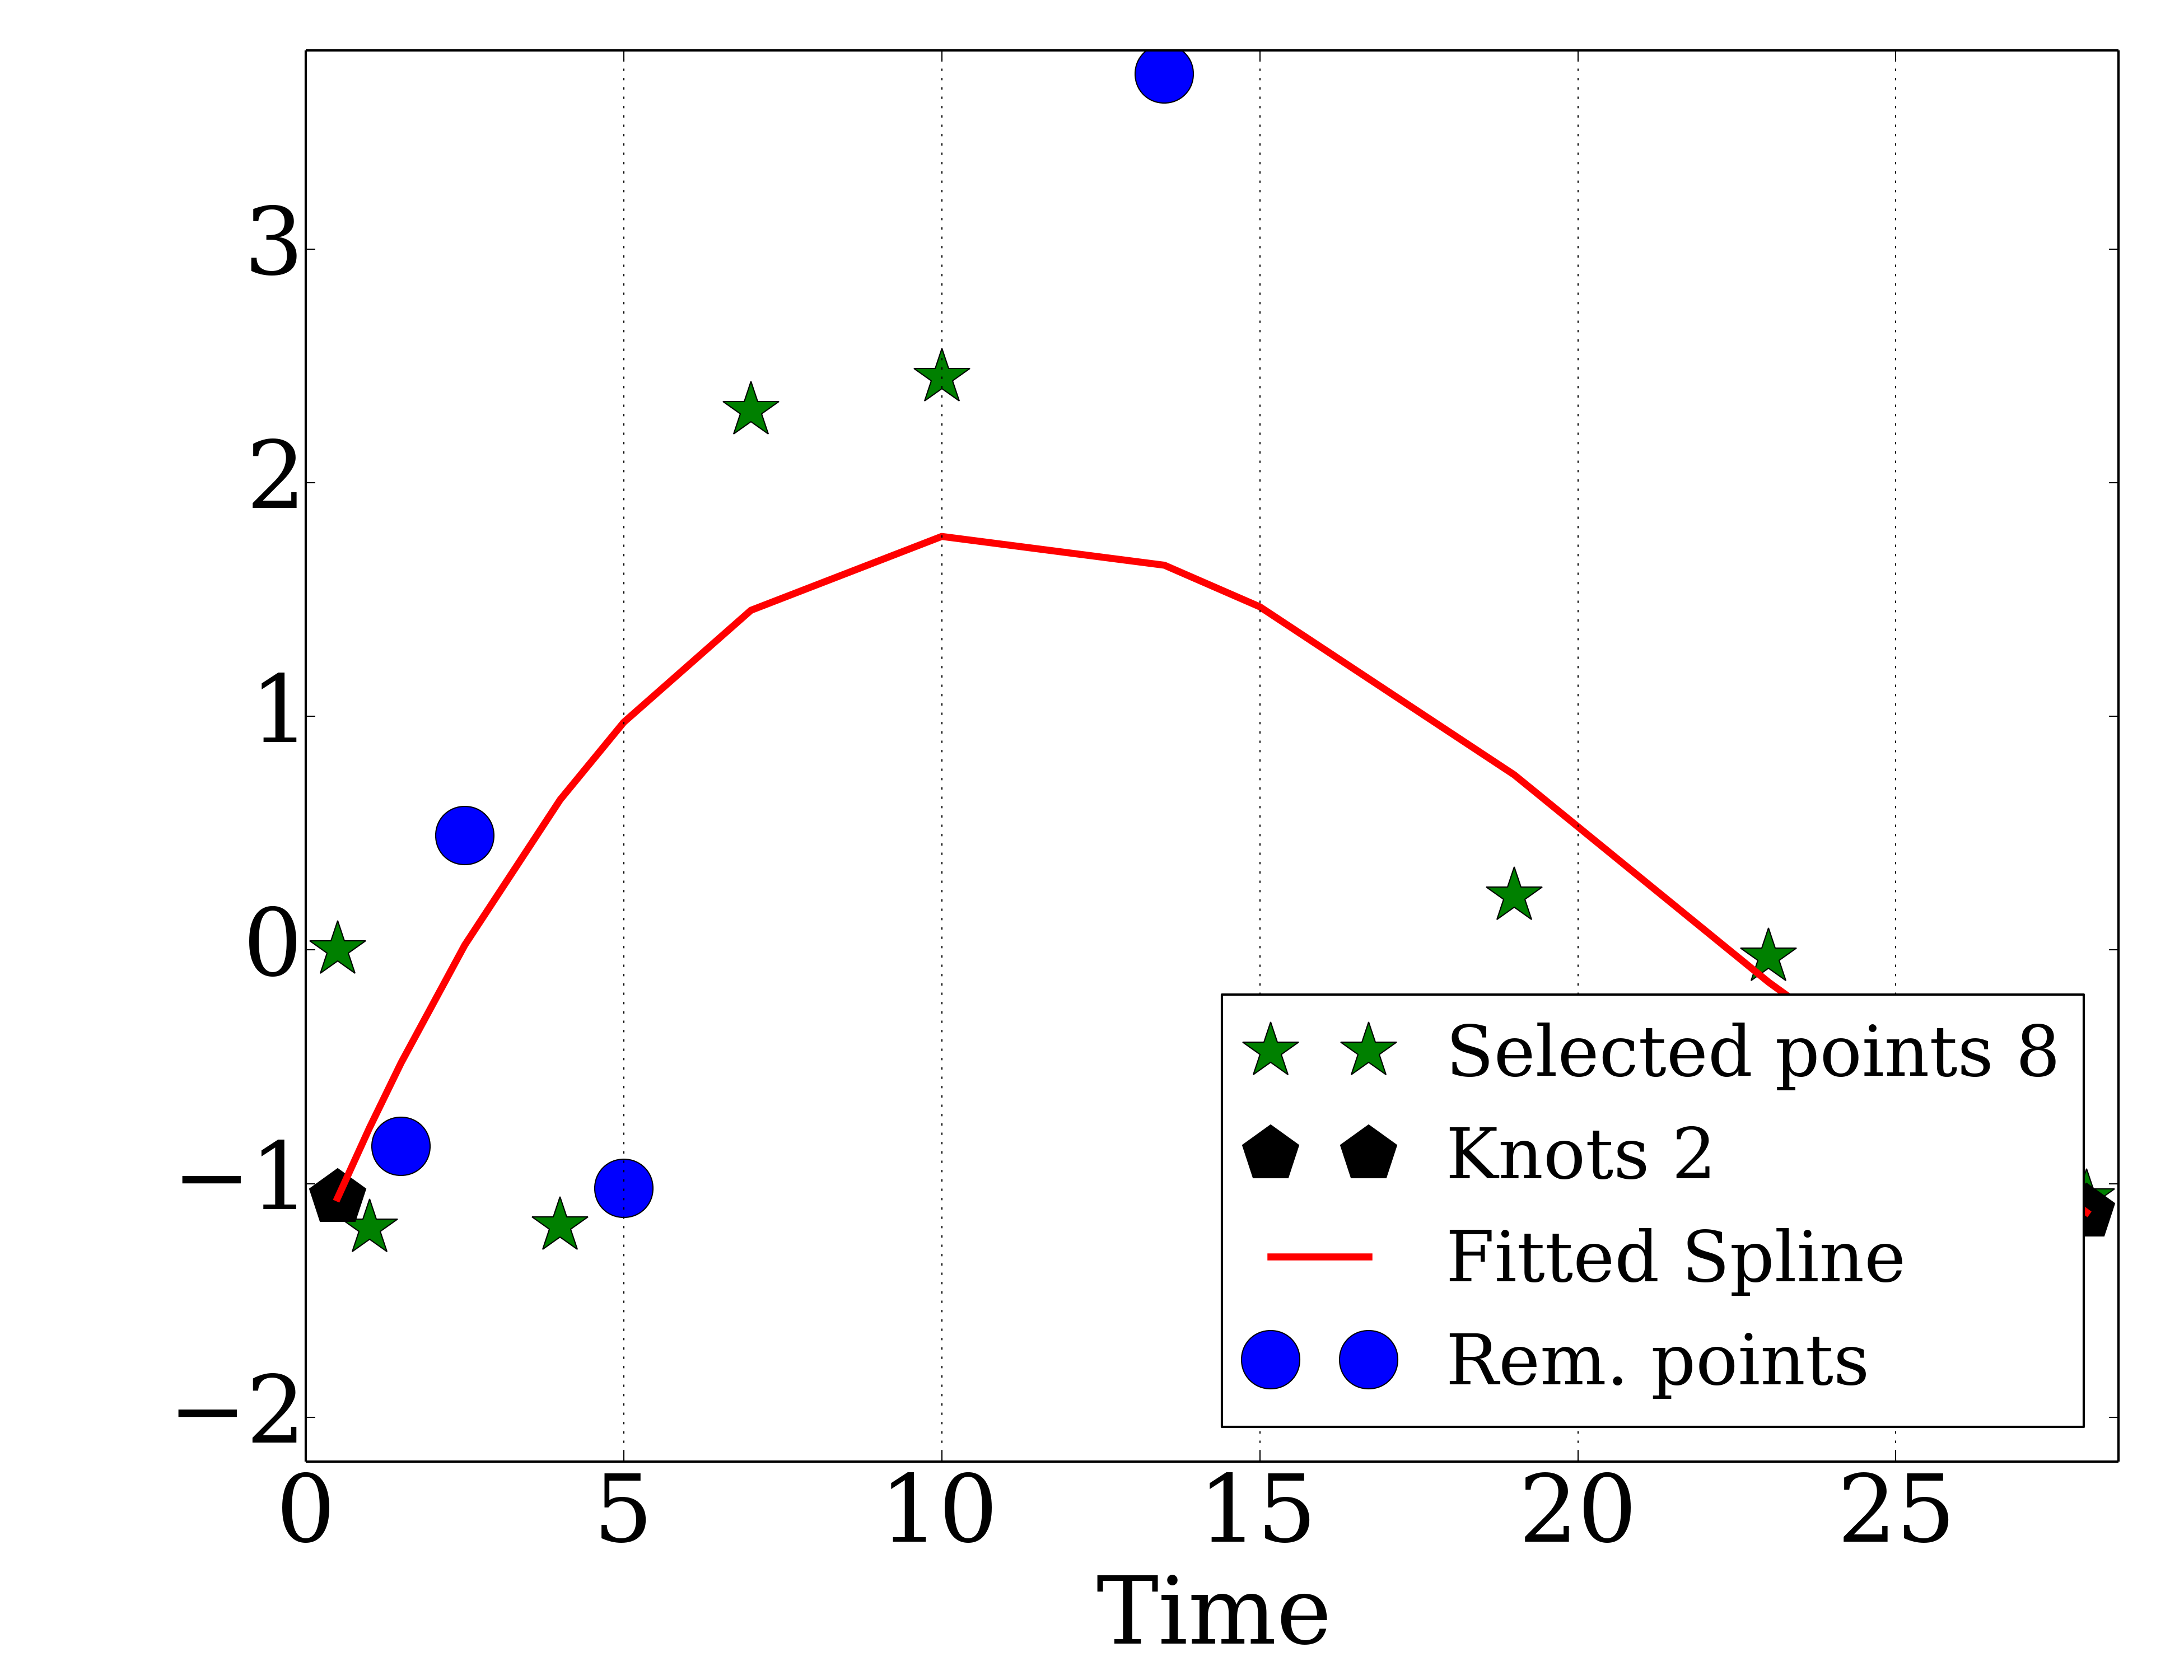 3
2
1
0
−1
−2
0 5 10 15 20 25
Time
Selected points 8
Knots 2
Fitted Spline
Rem. points